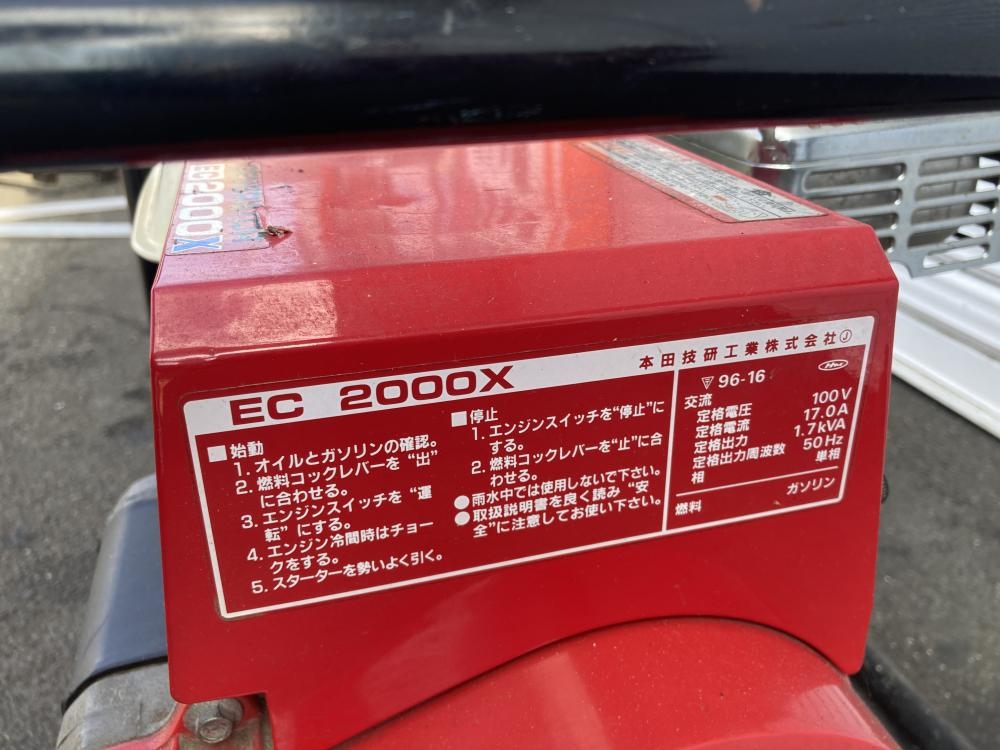 EC2000X
EC 2000X
本田技研工業株式会社 Ⓙ
■始動
1. オイルとガソリンの確認。
2. 燃料コックレバーを “出”
に合わせる。
3. エンジンスイッチを “運
転” にする。
4. エンジン冷間時はチョー
クをする。
5. スターターを勢いよく引く。
■停止
1. エンジンスイッチを“停止”に
する。
2. 燃料コックレバーを “止”に合
わせる。
●雨水中では使用しないで下さい。
●取扱説明書を良く読み “安
全”に注意してお使い下さい。
96-16
交流
定格電圧 100V
定格電流 17.0A
定格出力 1.7kVA
定格出力周波数 50Hz
相 単相
燃料 ガソリン